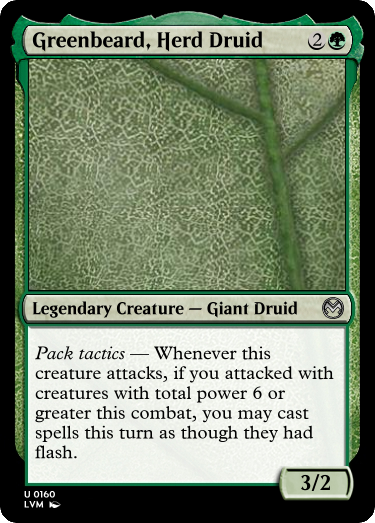 Greenbeard, Herd Druid 2
Legendary Creature — Giant Druid
Pack tactics — Whenever this
creature attacks, if you attacked with
creatures with total power 6 or
greater this combat, you may cast
spells this turn as though they had
flash.
3/2
U 0160
LVM